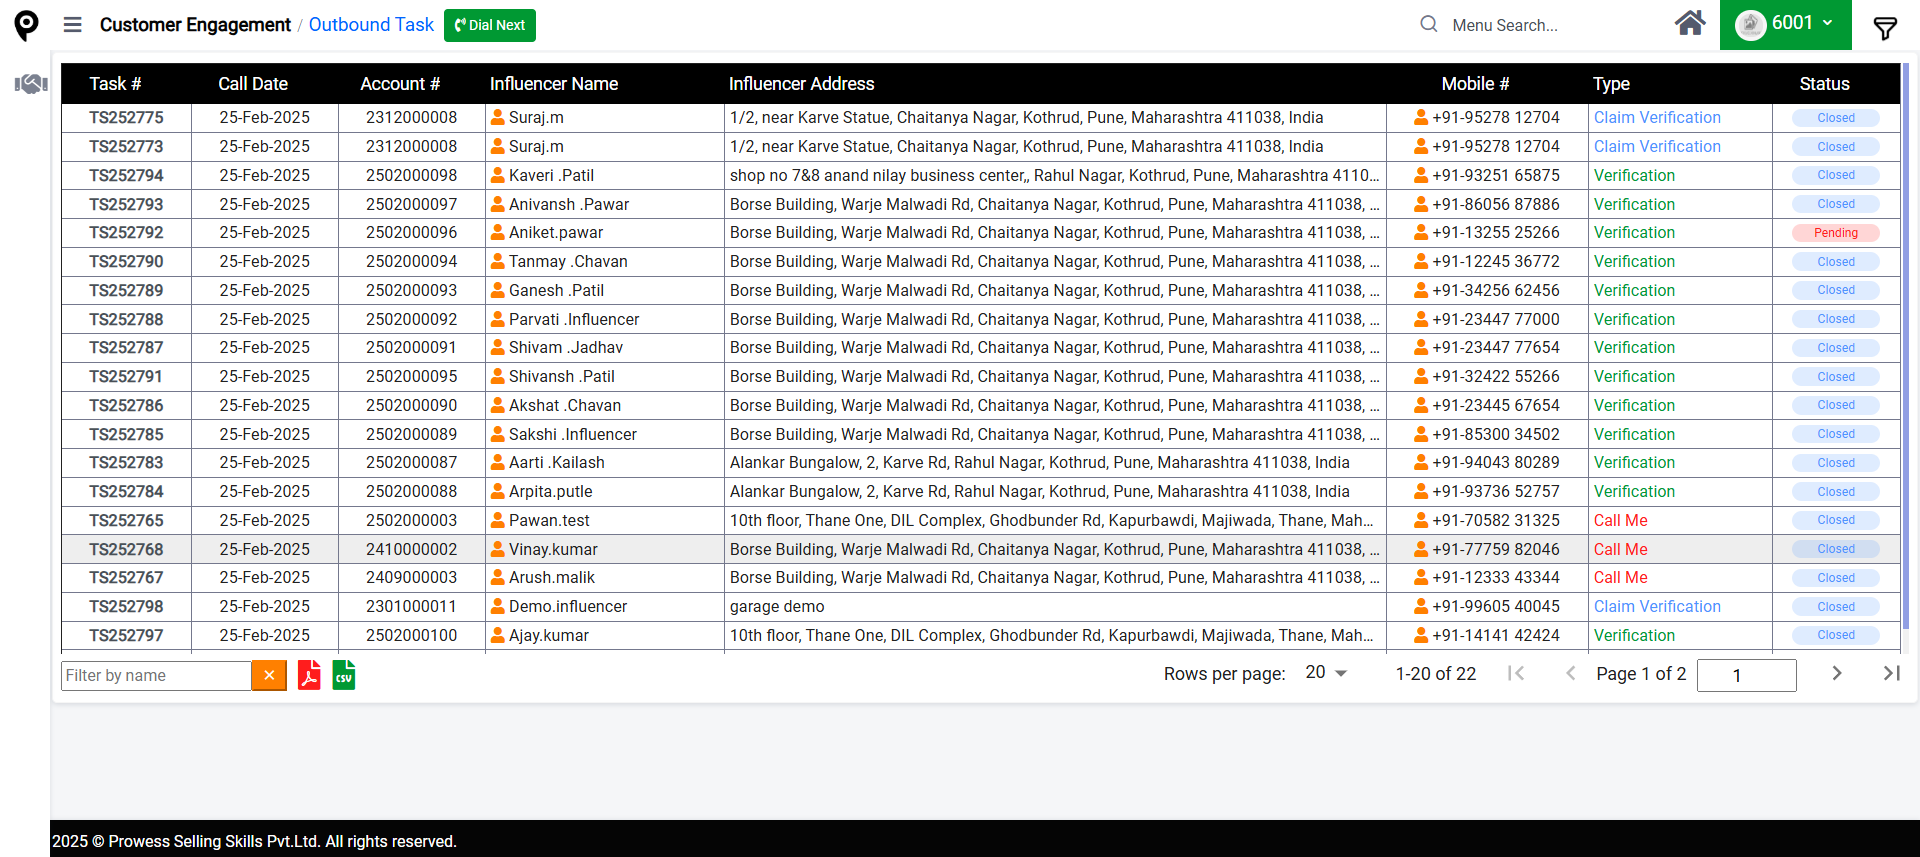 Customer Engagement / Outbound Task Dial Next Menu Search... 6001
Task # Call Date Account # Influencer Name Influencer Address Mobile # Type Status
TS252775 25-Feb-2025 2312000008 Suraj.m 1/2, near Karve Statue, Chaitanya Nagar, Kothrud, Pune, Maharashtra 411038, India +91-95278 12704 Claim Verification Closed
TS252773 25-Feb-2025 2312000008 Suraj.m 1/2, near Karve Statue, Chaitanya Nagar, Kothrud, Pune, Maharashtra 411038, India +91-95278 12704 Claim Verification Closed
TS252794 25-Feb-2025 2502000098 Kaveri .Patil shop no 7&8 anand nilay business center,, Rahul Nagar, Kothrud, Pune, Maharashtra 4110... +91-93251 65875 Verification Closed
TS252793 25-Feb-2025 2502000097 Anivansh .Pawar Borse Building, Warje Malwadi Rd, Chaitanya Nagar, Kothrud, Pune, Maharashtra 411038, ... +91-86056 87886 Verification Closed
TS252792 25-Feb-2025 2502000096 Aniket.pawar Borse Building, Warje Malwadi Rd, Chaitanya Nagar, Kothrud, Pune, Maharashtra 411038, ... +91-13255 25266 Verification Pending
TS252790 25-Feb-2025 2502000094 Tanmay .Chavan Borse Building, Warje Malwadi Rd, Chaitanya Nagar, Kothrud, Pune, Maharashtra 411038, ... +91-12245 36772 Verification Closed
TS252789 25-Feb-2025 2502000093 Ganesh .Patil Borse Building, Warje Malwadi Rd, Chaitanya Nagar, Kothrud, Pune, Maharashtra 411038, ... +91-34256 62456 Verification Closed
TS252788 25-Feb-2025 2502000092 Parvati .Influencer Borse Building, Warje Malwadi Rd, Chaitanya Nagar, Kothrud, Pune, Maharashtra 411038, ... +91-23447 77000 Verification Closed
TS252787 25-Feb-2025 2502000091 Shivam .Jadhav Borse Building, Warje Malwadi Rd, Chaitanya Nagar, Kothrud, Pune, Maharashtra 411038, ... +91-23447 77654 Verification Closed
TS252791 25-Feb-2025 2502000095 Shivansh .Patil Borse Building, Warje Malwadi Rd, Chaitanya Nagar, Kothrud, Pune, Maharashtra 411038, ... +91-32422 55266 Verification Closed
TS252786 25-Feb-2025 2502000090 Akshat .Chavan Borse Building, Warje Malwadi Rd, Chaitanya Nagar, Kothrud, Pune, Maharashtra 411038, ... +91-23445 67654 Verification Closed
TS252785 25-Feb-2025 2502000089 Sakshi .Influencer Borse Building, Warje Malwadi Rd, Chaitanya Nagar, Kothrud, Pune, Maharashtra 411038, ... +91-85300 34502 Verification Closed
TS252783 25-Feb-2025 2502000087 Aarti .Kailash Alankar Bungalow, 2, Karve Rd, Rahul Nagar, Kothrud, Pune, Maharashtra 411038, India +91-94043 80289 Verification Closed
TS252784 25-Feb-2025 2502000088 Arpita.putle Alankar Bungalow, 2, Karve Rd, Rahul Nagar, Kothrud, Pune, Maharashtra 411038, India +91-93736 52757 Verification Closed
TS252765 25-Feb-2025 2502000003 Pawan.test 10th floor, Thane One, DIL Complex, Ghodbunder Rd, Kapurbawdi, Majiwada, Thane, Mah... +91-70582 31325 Call Me Closed
TS252768 25-Feb-2025 2410000002 Vinay.kumar Borse Building, Warje Malwadi Rd, Chaitanya Nagar, Kothrud, Pune, Maharashtra 411038, ... +91-77759 82046 Call Me Closed
TS252767 25-Feb-2025 2409000003 Arush.malik Borse Building, Warje Malwadi Rd, Chaitanya Nagar, Kothrud, Pune, Maharashtra 411038, ... +91-12333 43344 Call Me Closed
TS252798 25-Feb-2025 2301000011 Demo.influencer garage demo +91-99605 40045 Claim Verification Closed
TS252797 25-Feb-2025 2502000100 Ajay.kumar 10th floor, Thane One, DIL Complex, Ghodbunder Rd, Kapurbawdi, Majiwada, Thane, Mah... +91-14141 42424 Verification Closed
Filter by name CSV Rows per page: 20 1-20 of 22 Page 1 of 2 1
2025 © Prowess Selling Skills Pvt.Ltd. All rights reserved.